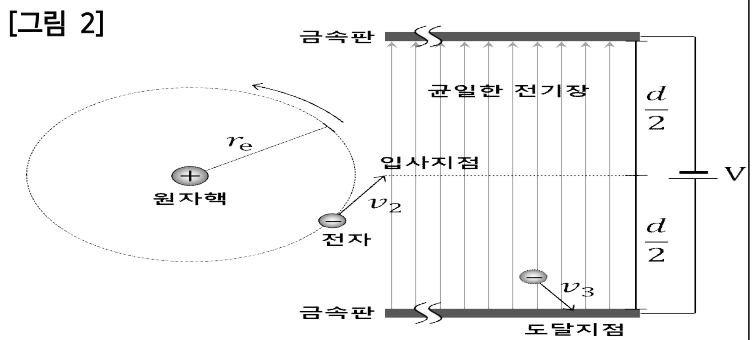 [그림 2]
금속판
균일한 전기장
d/2
r_e
입사지점
+
V
원자핵
v_2
−
전자
d/2
−
v_3
금속판
도달지점